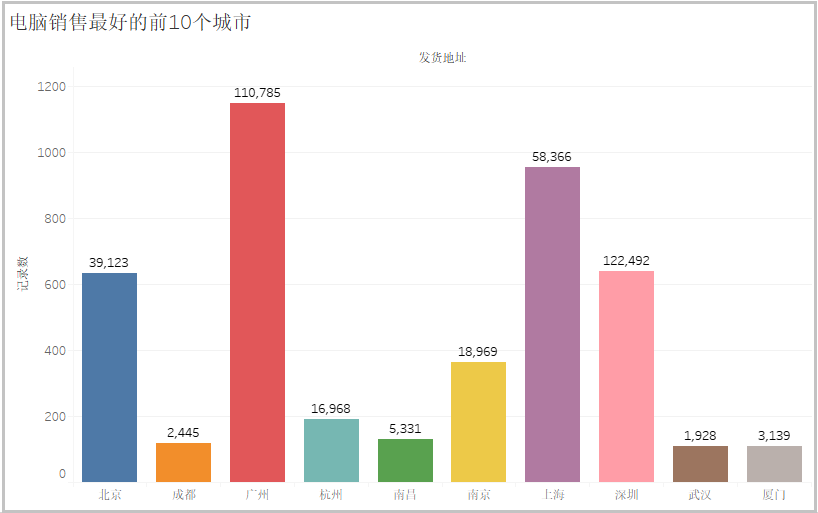 电脑销售最好的前10个城市
发货地址
记录数
1200
1000
800
600
400
200
0
39,123
2,445
110,785
16,968
5,331
18,969
58,366
122,492
1,928
3,139
北京
成都
广州
杭州
南昌
南京
上海
深圳
武汉
厦门